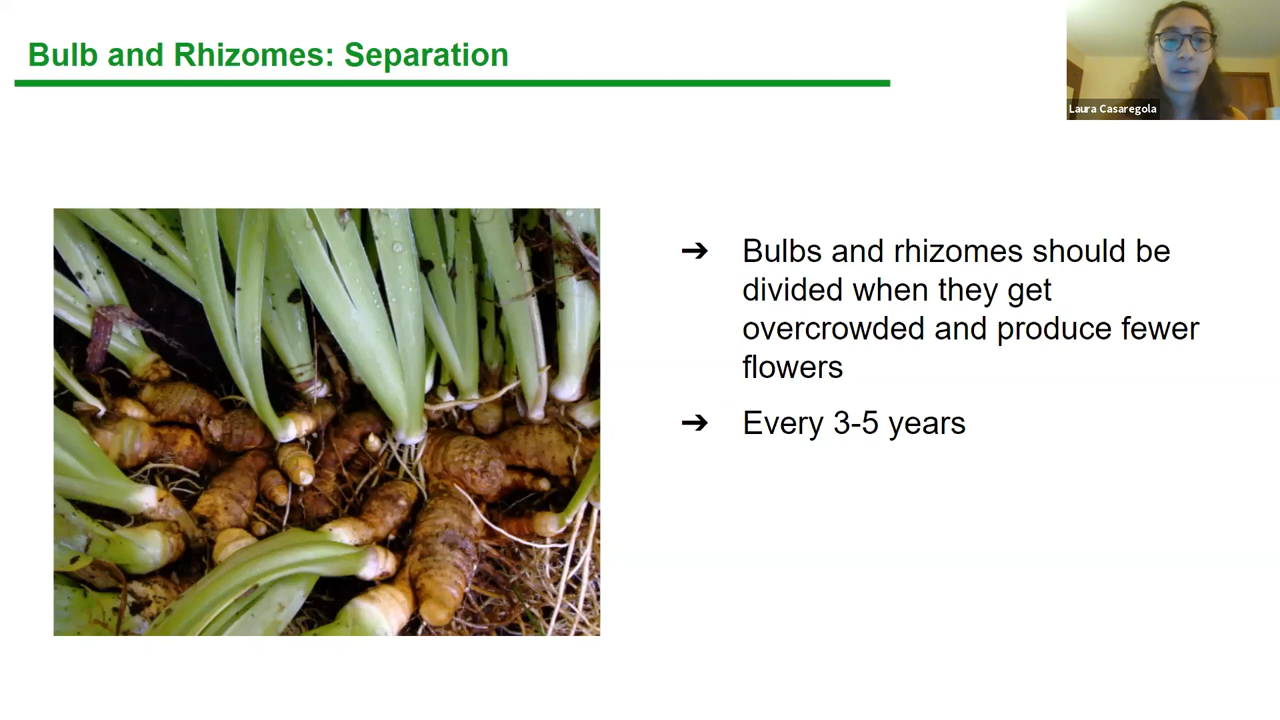 Bulb and Rhizomes: Separation
Laura Casaregola
➔ Bulbs and rhizomes should be
divided when they get
overcrowded and produce fewer
flowers
➔ Every 3-5 years